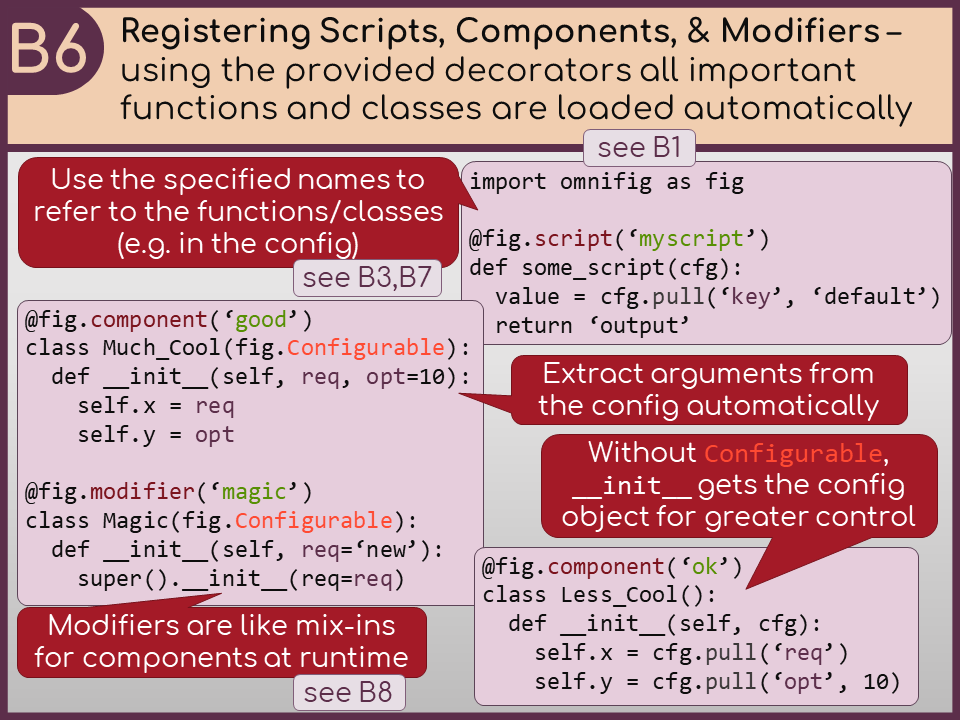 B6
Registering Scripts, Components, & Modifiers –
using the provided decorators all important
functions and classes are loaded automatically
see B1
Use the specified names to
refer to the functions/classes
(e.g. in the config)
see B3,B7
import omnifig as fig
@fig.script(‘myscript’)
def some_script(cfg):
  value = cfg.pull(‘key’, ‘default’)
  return ‘output’
@fig.component(‘good’)
class Much_Cool(fig.Configurable):
  def __init__(self, req, opt=10):
    self.x = req
    self.y = opt
@fig.modifier(‘magic’)
class Magic(fig.Configurable):
  def __init__(self, req=‘new’):
    super().__init__(req=req)
Extract arguments from
the config automatically
Without Configurable,
__init__ gets the config
object for greater control
@fig.component(‘ok’)
class Less_Cool():
  def __init__(self, cfg):
    self.x = cfg.pull(‘req’)
    self.y = cfg.pull(‘opt’, 10)
Modifiers are like mix-ins
for components at runtime
see B8